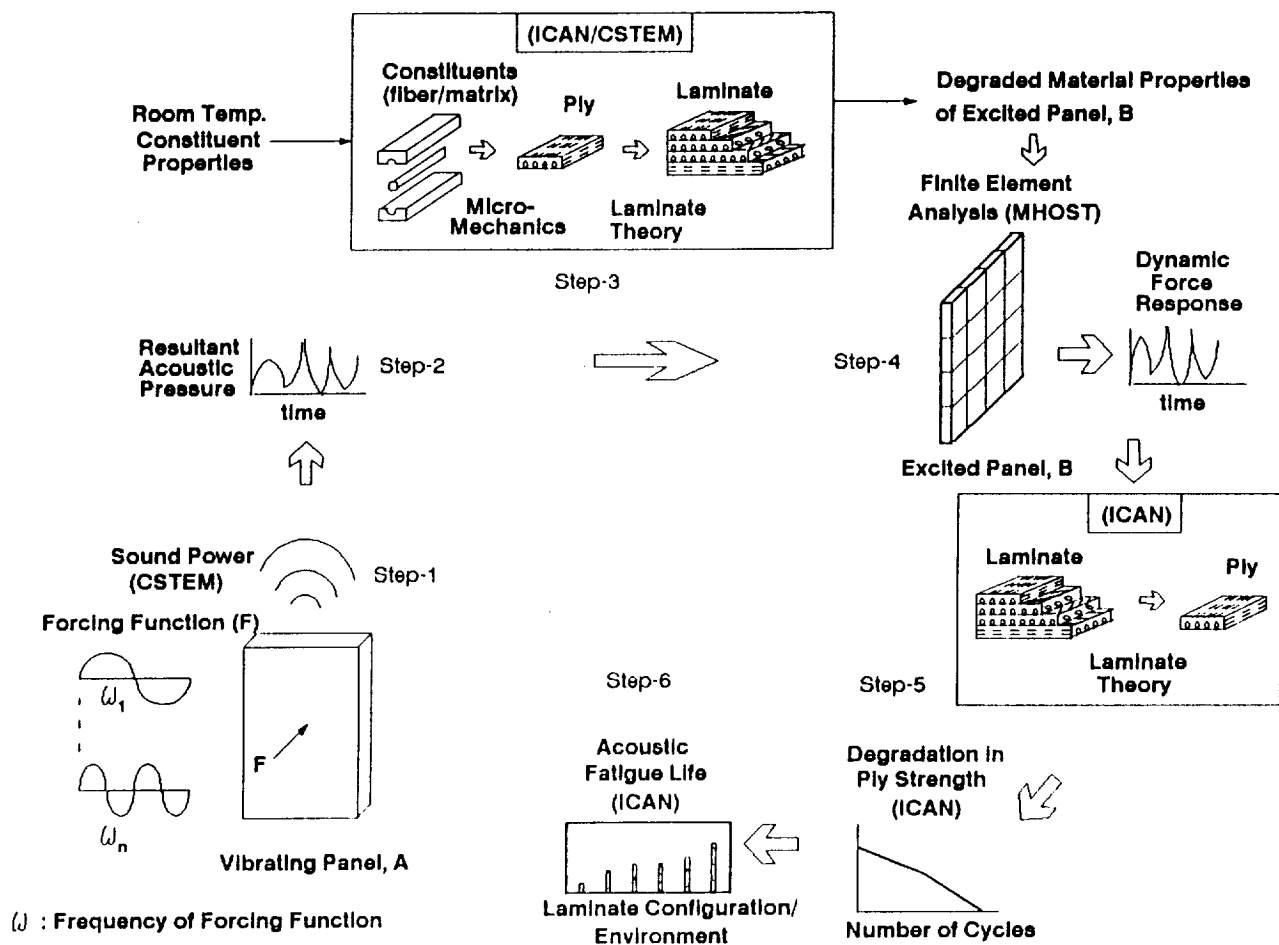 (ICAN/CSTEM)
Constituents
(fiber/matrix)
Ply
Laminate
Micro-
Mechanics
Laminate
Theory
Room Temp.
Constituent
Properties
Degraded Material Properties
of Excited Panel, B
Finite Element
Analysis (MHOST)
Step-3
Dynamic
Force
Response
time
Resultant
Acoustic
Pressure
time
Step-2
Step-4
Excited Panel, B
(ICAN)
Laminate
Ply
Laminate
Theory
Sound Power
(CSTEM)
Step-1
Forcing Function (F)
ω1
ωn
F
Vibrating Panel, A
ω : Frequency of Forcing Function
Step-6
Step-5
Acoustic
Fatigue Life
(ICAN)
Laminate Configuration/
Environment
Degradation in
Ply Strength
(ICAN)
Number of Cycles